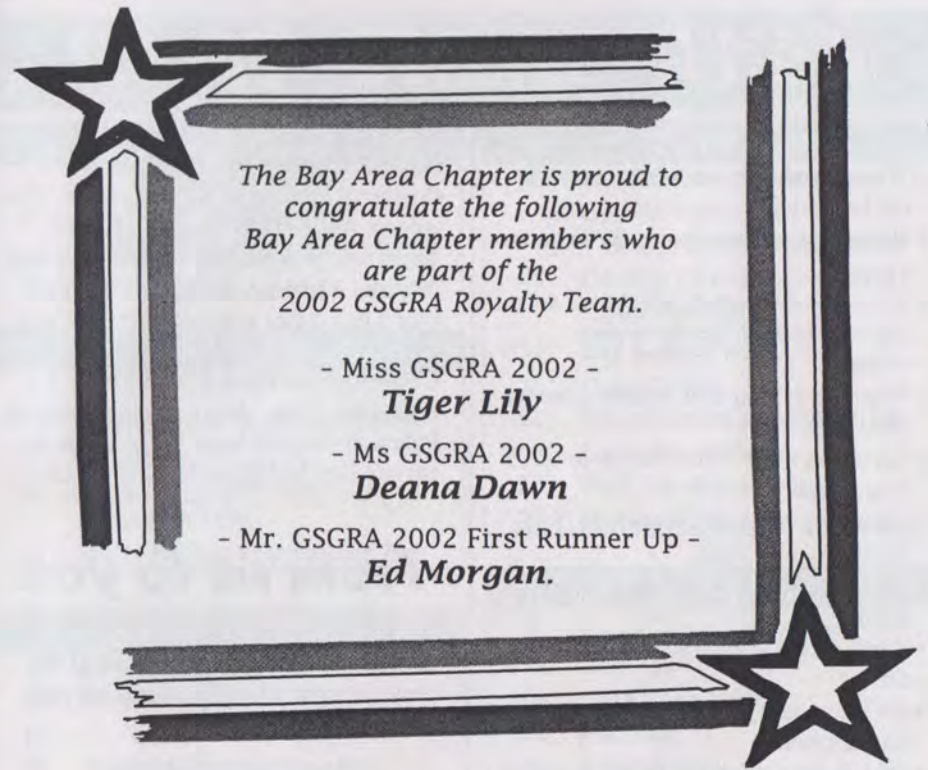 The Bay Area Chapter is proud to
congratulate the following
Bay Area Chapter members who
are part of the
2002 GSGRA Royalty Team.
- Miss GSGRA 2002 -
Tiger Lily
- Ms GSGRA 2002 -
Deana Dawn
- Mr. GSGRA 2002 First Runner Up -
Ed Morgan.